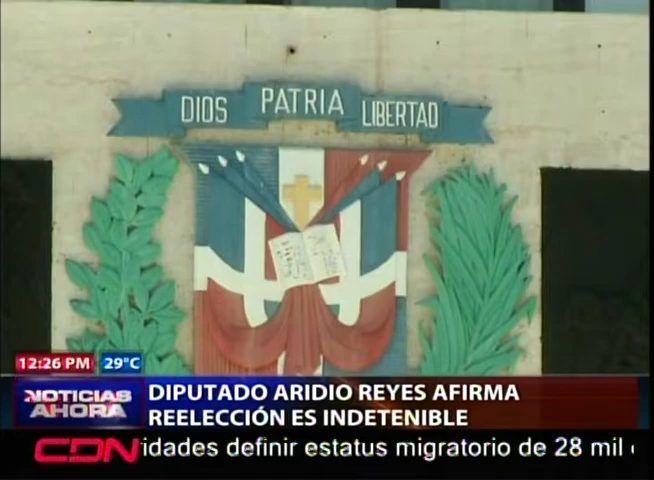 DIOS PATRIA LIBERTAD
12:26 PM 29°C
NOTICIAS
AHORA
DIPUTADO ARIDIO REYES AFIRMA
REELECCIÓN ES INDETENIBLE
CDN
idades definir estatus migratorio de 28 mil